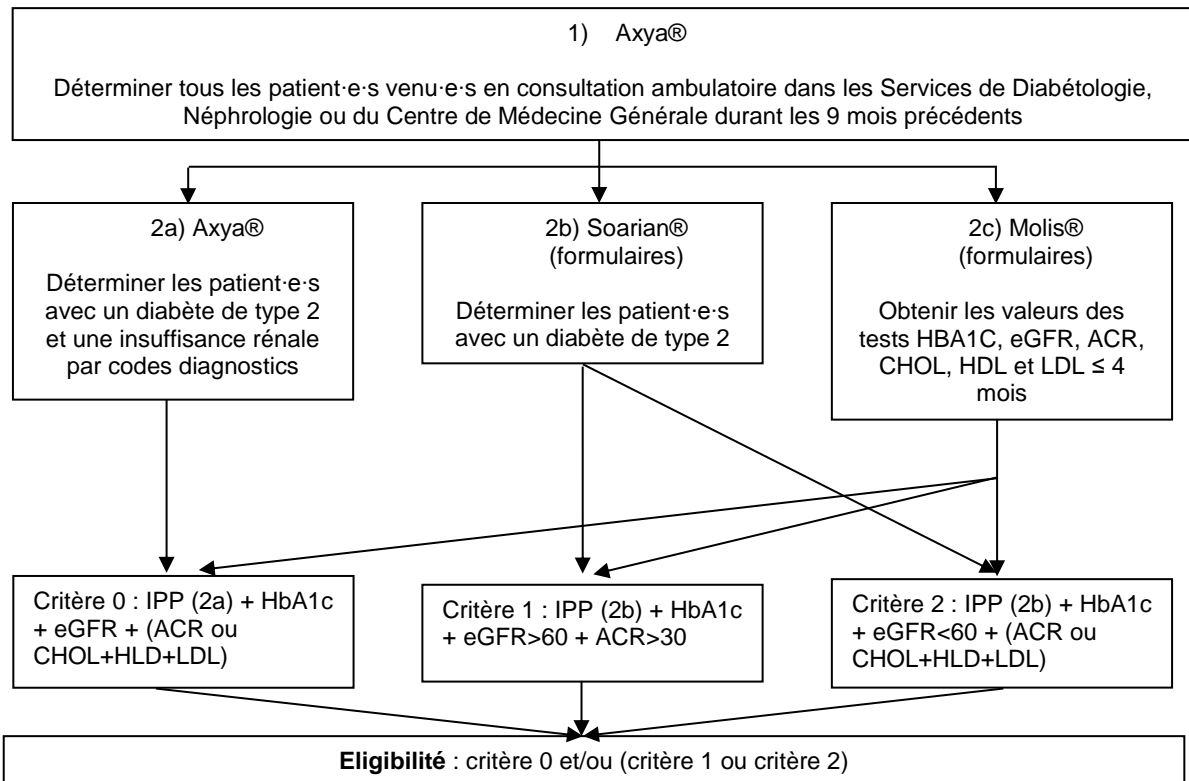 1) Axya®
Déterminer tous les patient·e·s venu·e·s en consultation ambulatoire dans les Services de Diabétologie,
Néphrologie ou du Centre de Médecine Générale durant les 9 mois précédents
2a) Axya®
Déterminer les patient·e·s
avec un diabète de type 2
et une insuffisance rénale
par codes diagnostics
2b) Soarian®
(formulaires)
Déterminer les patient·e·s
avec un diabète de type 2
2c) Molis®
(formulaires)
Obtenir les valeurs des
tests HBA1C, eGFR, ACR,
CHOL, HDL et LDL ≤ 4
mois
Critère 0 : IPP (2a) + HbA1c
+ eGFR + (ACR ou
CHOL+HLD+LDL)
Critère 1 : IPP (2b) + HbA1c
+ eGFR>60 + ACR>30
Critère 2 : IPP (2b) + HbA1c
+ eGFR<60 + (ACR ou
CHOL+HLD+LDL)
Eligibilité : critère 0 et/ou (critère 1 ou critère 2)